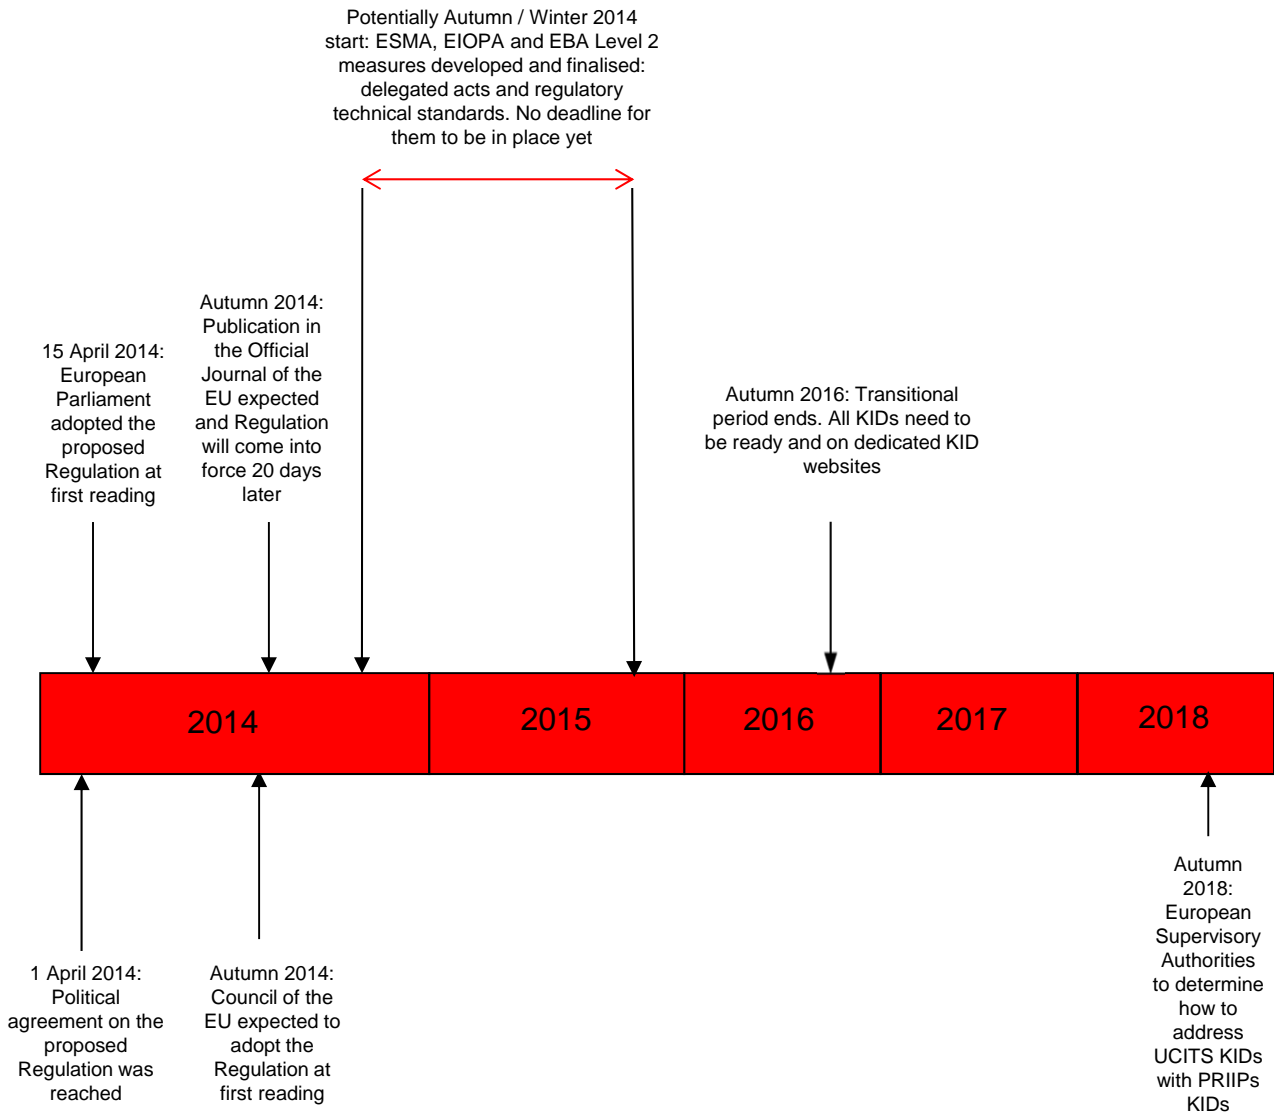 Potentially Autumn / Winter 2014
start: ESMA, EIOPA and EBA Level 2
measures developed and finalised:
delegated acts and regulatory
technical standards. No deadline for
them to be in place yet
Autumn 2014:
Publication in
the Official
Journal of the
EU expected
and Regulation
will come into
force 20 days
later
15 April 2014:
European
Parliament
adopted the
proposed
Regulation at
first reading
Autumn 2016: Transitional
period ends. All KIDs need to
be ready and on dedicated KID
websites
2014
2015
2016
2017
2018
1 April 2014:
Political
agreement on the
proposed
Regulation was
reached
Autumn 2014:
Council of the
EU expected to
adopt the
Regulation at
first reading
Autumn
2018:
European
Supervisory
Authorities
to determine
how to
address
UCITS KIDs
with PRIIPs
KIDs